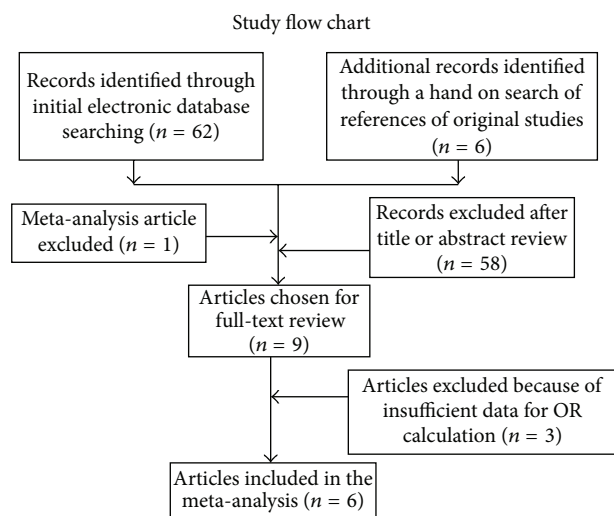 Study flow chart
Records identified through
initial electronic database
searching (n = 62)
Additional records identified
through a hand on search of
references of original studies
(n = 6)
Meta-analysis article
excluded (n = 1)
Records excluded after
title or abstract review
(n = 58)
Articles chosen for
full-text review
(n = 9)
Articles excluded because of
insufficient data for OR
calculation (n = 3)
Articles included in the
meta-analysis (n = 6)